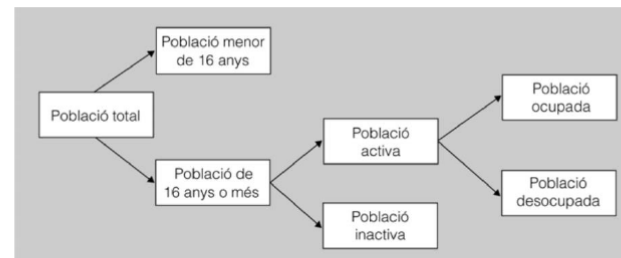 Població menor
de 16 anys
Població total
Població de
16 anys o més
Població
activa
Població
inactiva
Població
ocupada
Població
desocupada